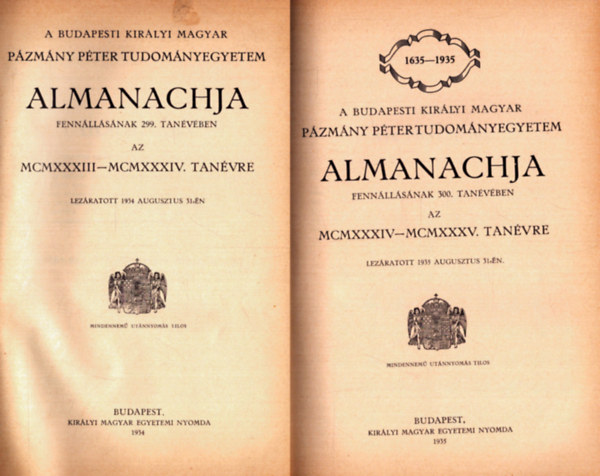 A BUDAPESTI KIRÁLYI MAGYAR
PÁZMÁNY PÉTER TUDOMÁNYEGYETEM
ALMANACHJA
FENNÁLLÁSÁNAK 299. TANÉVÉBEN
AZ
MCMXXXIII—MCMXXXIV. TANÉVRE
LEZÁRATOTT 1934 AUGUSZTUS 31-ÉN
MINDENNEMŰ UTÁNNYOMÁS TILOS
BUDAPEST,
KIRÁLYI MAGYAR EGYETEMI NYOMDA
1934
1635—1935
A BUDAPESTI KIRÁLYI MAGYAR
PÁZMÁNY PÉTER TUDOMÁNYEGYETEM
ALMANACHJA
FENNÁLLÁSÁNAK 300. TANÉVÉBEN
AZ
MCMXXXIV—MCMXXXV. TANÉVRE
LEZÁRATOTT 1935 AUGUSZTUS 31-ÉN.
MINDENNEMŰ UTÁNNYOMÁS TILOS
BUDAPEST,
KIRÁLYI MAGYAR EGYETEMI NYOMDA
1935